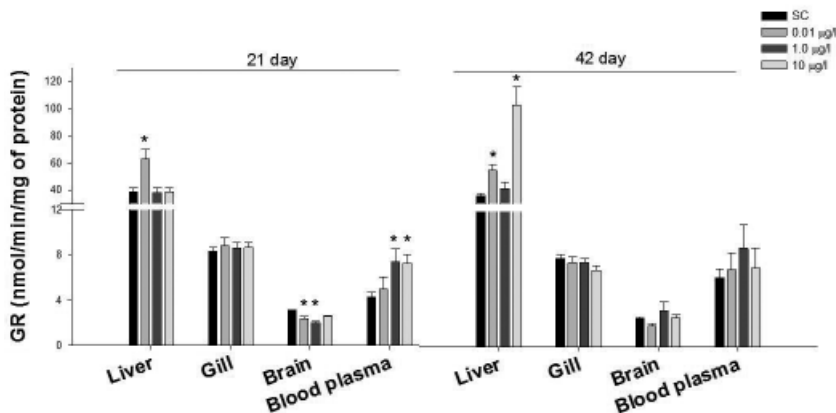 SC
0.01 µg/l
1.0 µg/l
10 µg/l
21 day
42 day
GR (nmol/min/mg of protein)
120
100
80
60
40
12
8
4
0
*
* *
* *
*
*
Liver
Gill
Brain
Blood plasma
Liver
Gill
Brain
Blood plasma